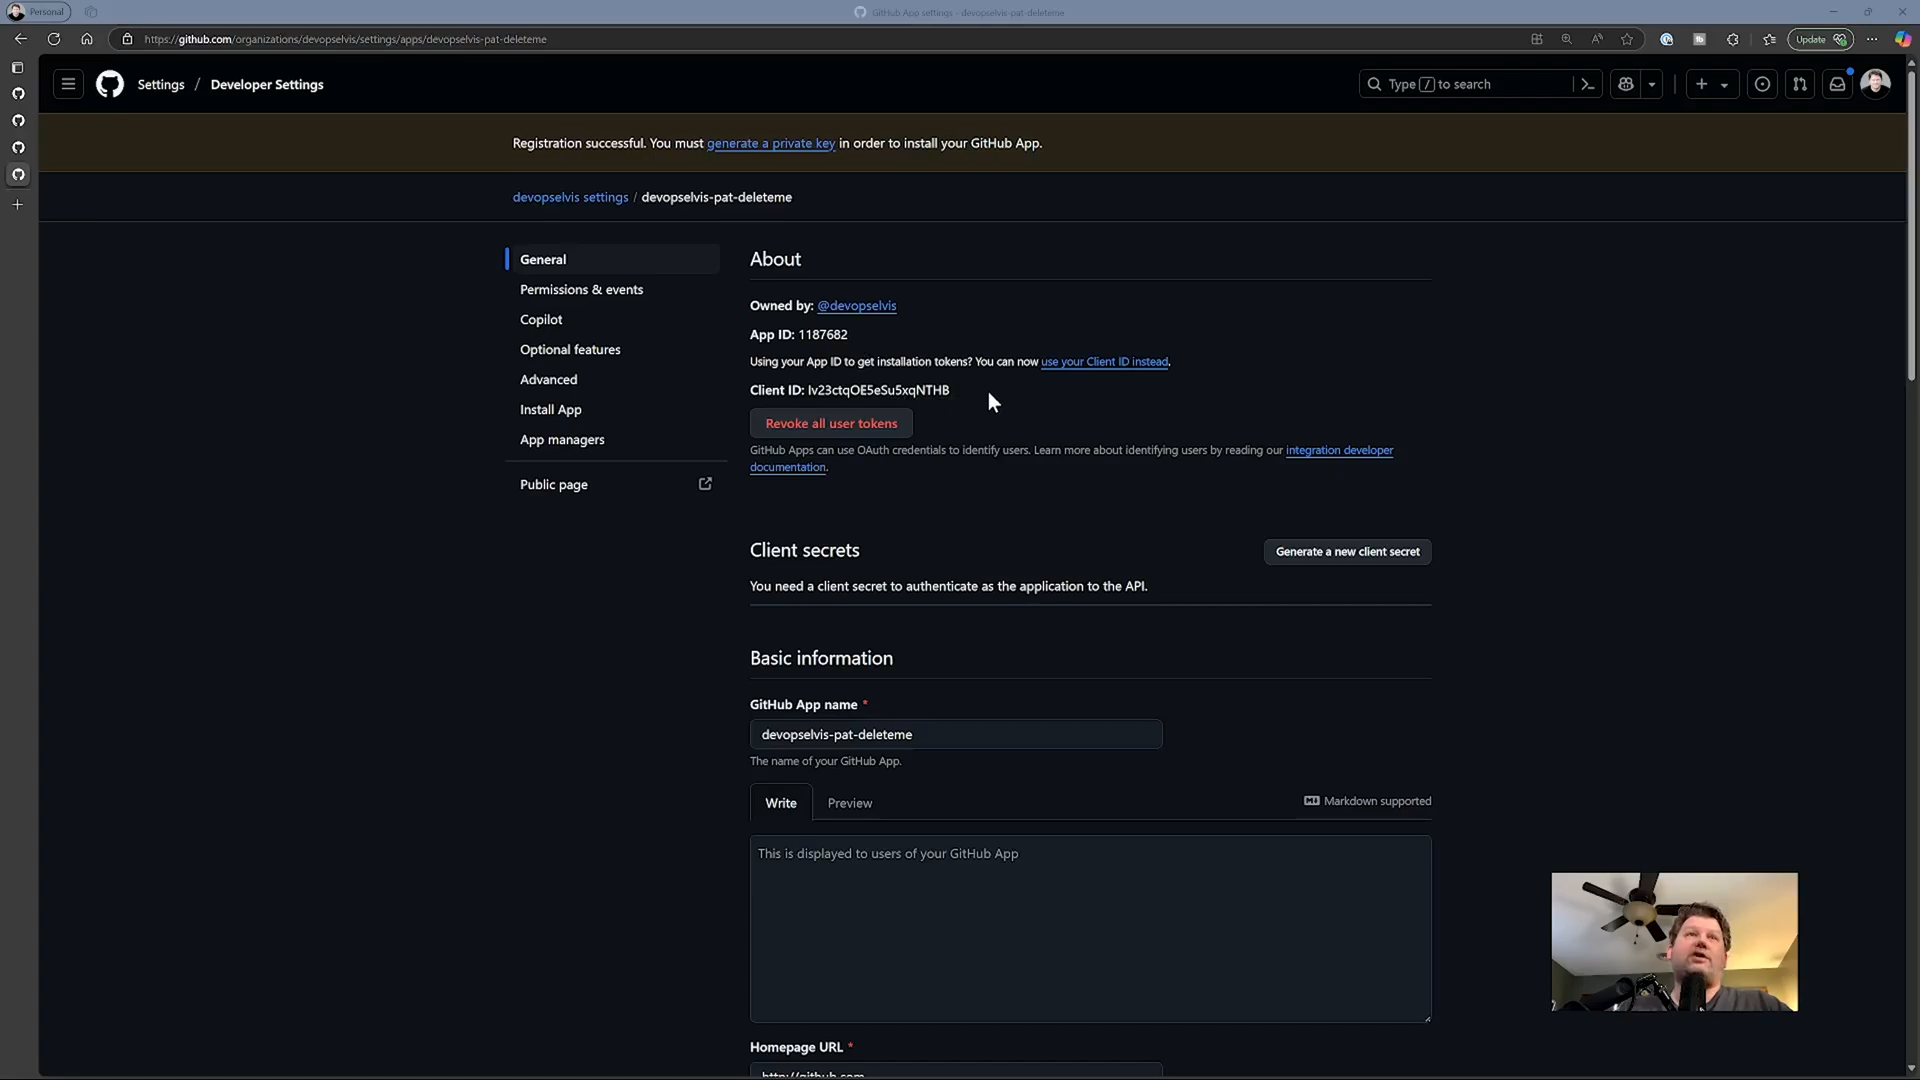 Personal
GitHub App settings - devopselvis-pat-deleteme
https://github.com/organizations/devopselvis/settings/apps/devopselvis-pat-deleteme
Update
Settings / Developer Settings
Type / to search
Registration successful. You must generate a private key in order to install your GitHub App.
devopselvis settings / devopselvis-pat-deleteme
General
Permissions & events
Copilot
Optional features
Advanced
Install App
App managers
Public page
About
Owned by: @devopselvis
App ID: 1187682
Using your App ID to get installation tokens? You can now use your Client ID instead.
Client ID: Iv23ctqOE5eSu5xqNTHB
Revoke all user tokens
GitHub Apps can use OAuth credentials to identify users. Learn more about identifying users by reading our integration developer
documentation.
Client secrets
Generate a new client secret
You need a client secret to authenticate as the application to the API.
Basic information
GitHub App name *
devopselvis-pat-deleteme
The name of your GitHub App.
Write
Preview
Markdown supported
This is displayed to users of your GitHub App
Homepage URL *
http://github.com